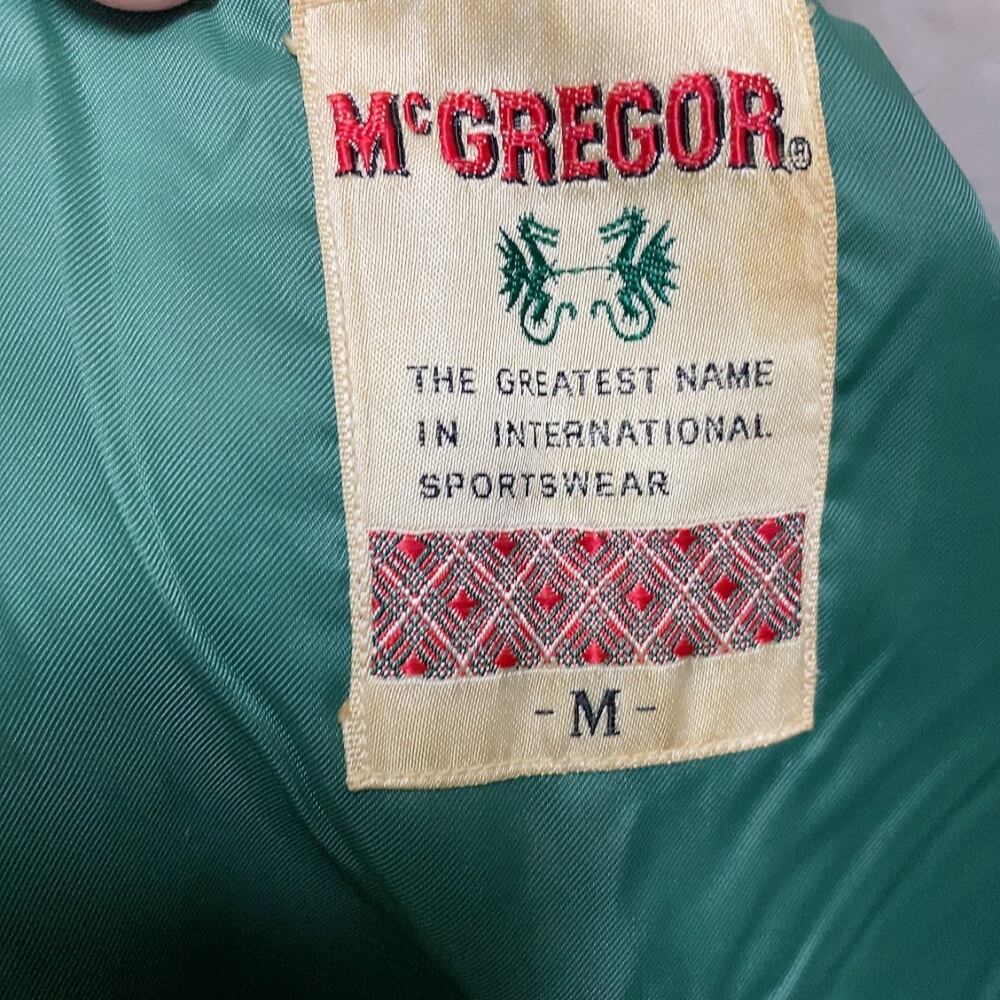 McGREGOR®
THE GREATEST NAME
IN INTERNATIONAL
SPORTSWEAR
- M -